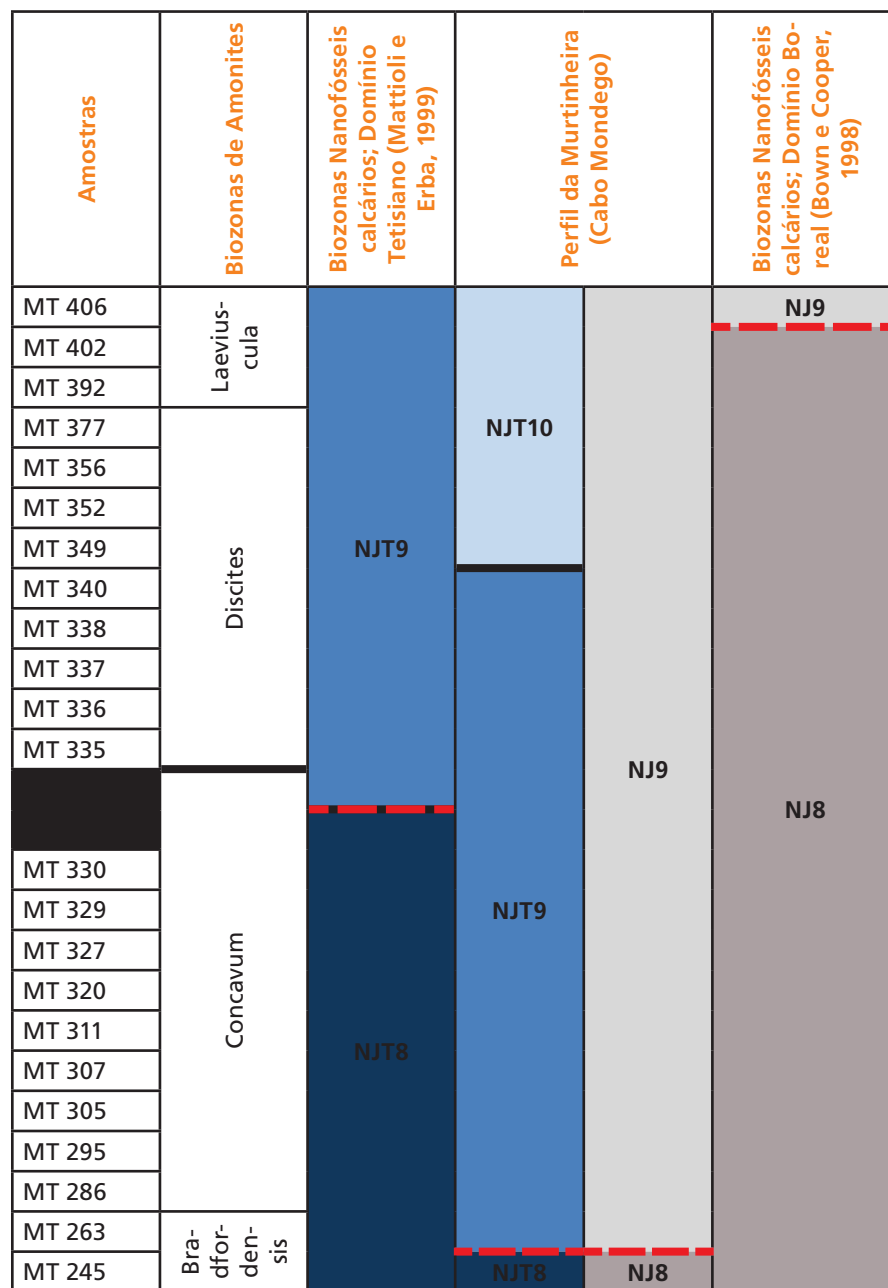 Amostras
Biozonas de Amonites
Biozonas Nanofósseis
calcários; Domínio
Tetisiano (Mattioli e
Erba, 1999)
Perfil da Murtinheira
(Cabo Mondego)
Biozonas Nanofósseis
calcários; Domínio Bo-
real (Bown e Cooper,
1998)
MT 406
MT 402
MT 392
MT 377
MT 356
MT 352
MT 349
MT 340
MT 338
MT 337
MT 336
MT 335
MT 330
MT 329
MT 327
MT 320
MT 311
MT 307
MT 305
MT 295
MT 286
MT 263
MT 245
Laevius-
cula
Discites
Concavum
Bra-
dfor-
den-
sis
NJT9
NJT8
NJT10
NJT9
NJT8
NJ9
NJ8
NJ9
NJ8